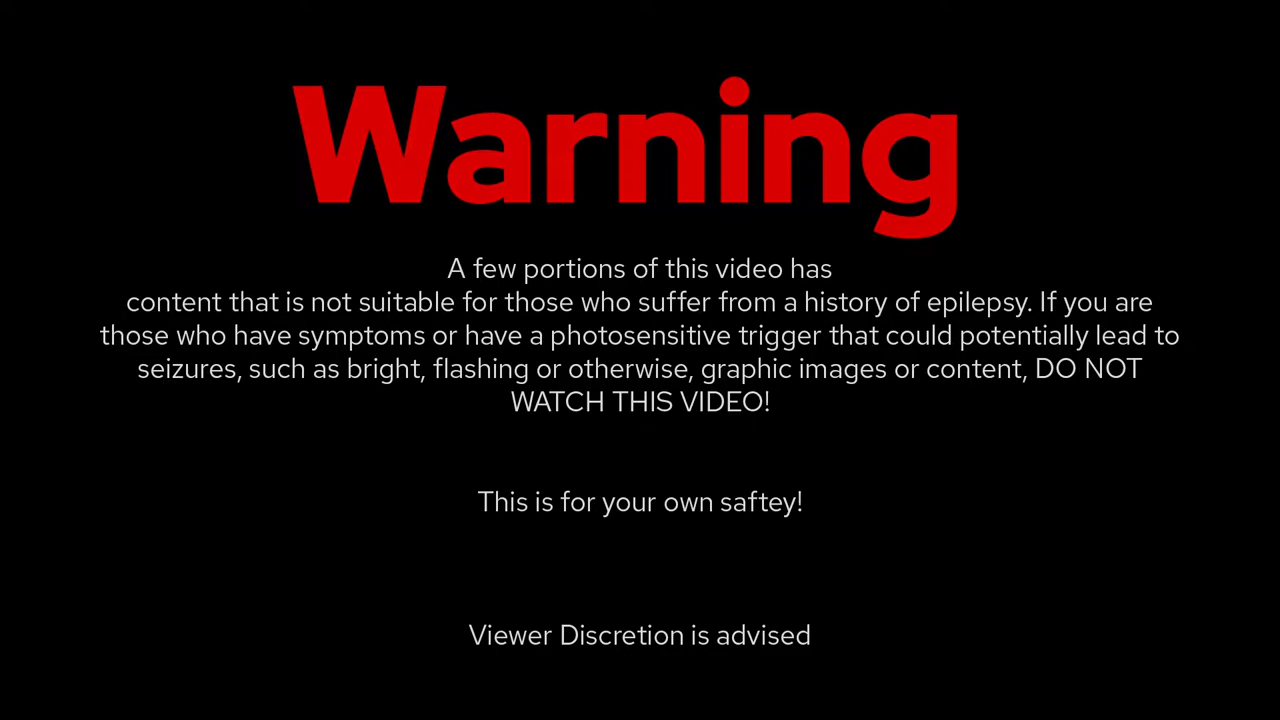 Warning
A few portions of this video has
content that is not suitable for those who suffer from a history of epilepsy. If you are
those who have symptoms or have a photosensitive trigger that could potentially lead to
seizures, such as bright, flashing or otherwise, graphic images or content, DO NOT
WATCH THIS VIDEO!
This is for your own saftey!
Viewer Discretion is advised